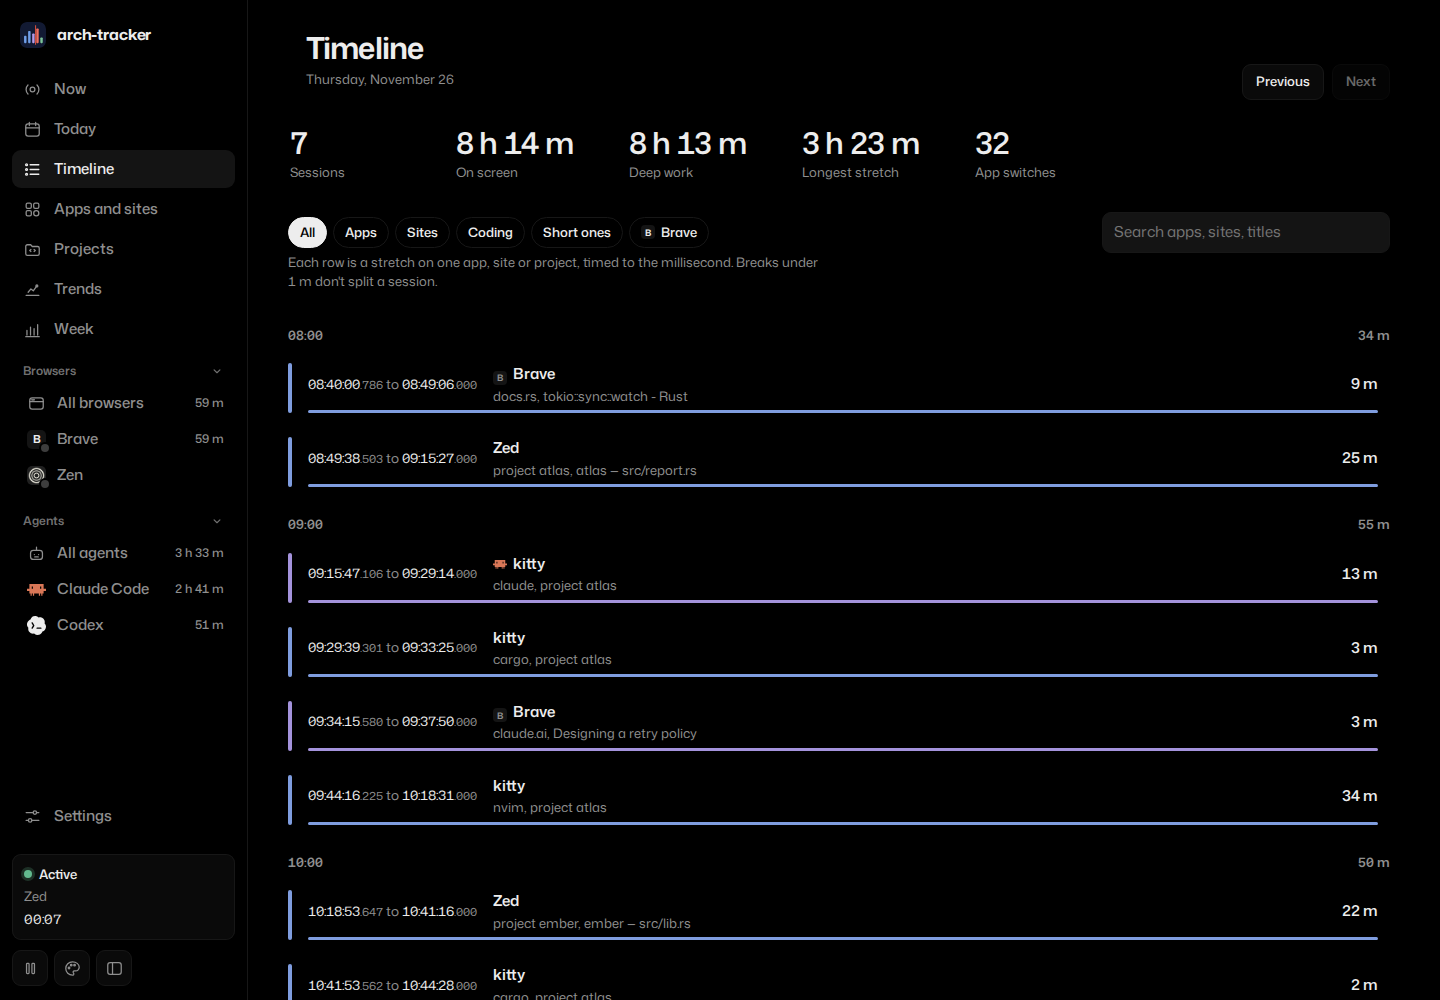 arch-tracker
Now
Today
Timeline
Apps and sites
Projects
Trends
Week
Browsers
All browsers 59 m
B Brave 59 m
Zen
Agents
All agents 3 h 33 m
Claude Code 2 h 41 m
Codex 51 m
Settings
Active
Zed
00:07
Timeline
Thursday, November 26
Previous Next
7 8 h 14 m 8 h 13 m 3 h 23 m 32
Sessions On screen Deep work Longest stretch App switches
All Apps Sites Coding Short ones B Brave
Search apps, sites, titles
Each row is a stretch on one app, site or project, timed to the millisecond. Breaks under
1 m don't split a session.
08:00 34 m
08:40:00.786 to 08:49:06.000 B Brave 9 m
docs.rs, tokio::sync::watch - Rust
08:49:38.503 to 09:15:27.000 Zed 25 m
project atlas, atlas — src/report.rs
09:00 55 m
09:15:47.106 to 09:29:14.000 kitty 13 m
claude, project atlas
09:29:39.301 to 09:33:25.000 kitty 3 m
cargo, project atlas
09:34:15.580 to 09:37:50.000 B Brave 3 m
claude.ai, Designing a retry policy
09:44:16.225 to 10:18:31.000 kitty 34 m
nvim, project atlas
10:00 50 m
10:18:53.647 to 10:41:16.000 Zed 22 m
project ember, ember — src/lib.rs
10:41:53.562 to 10:44:28.000 kitty 2 m
cargo, project atlas